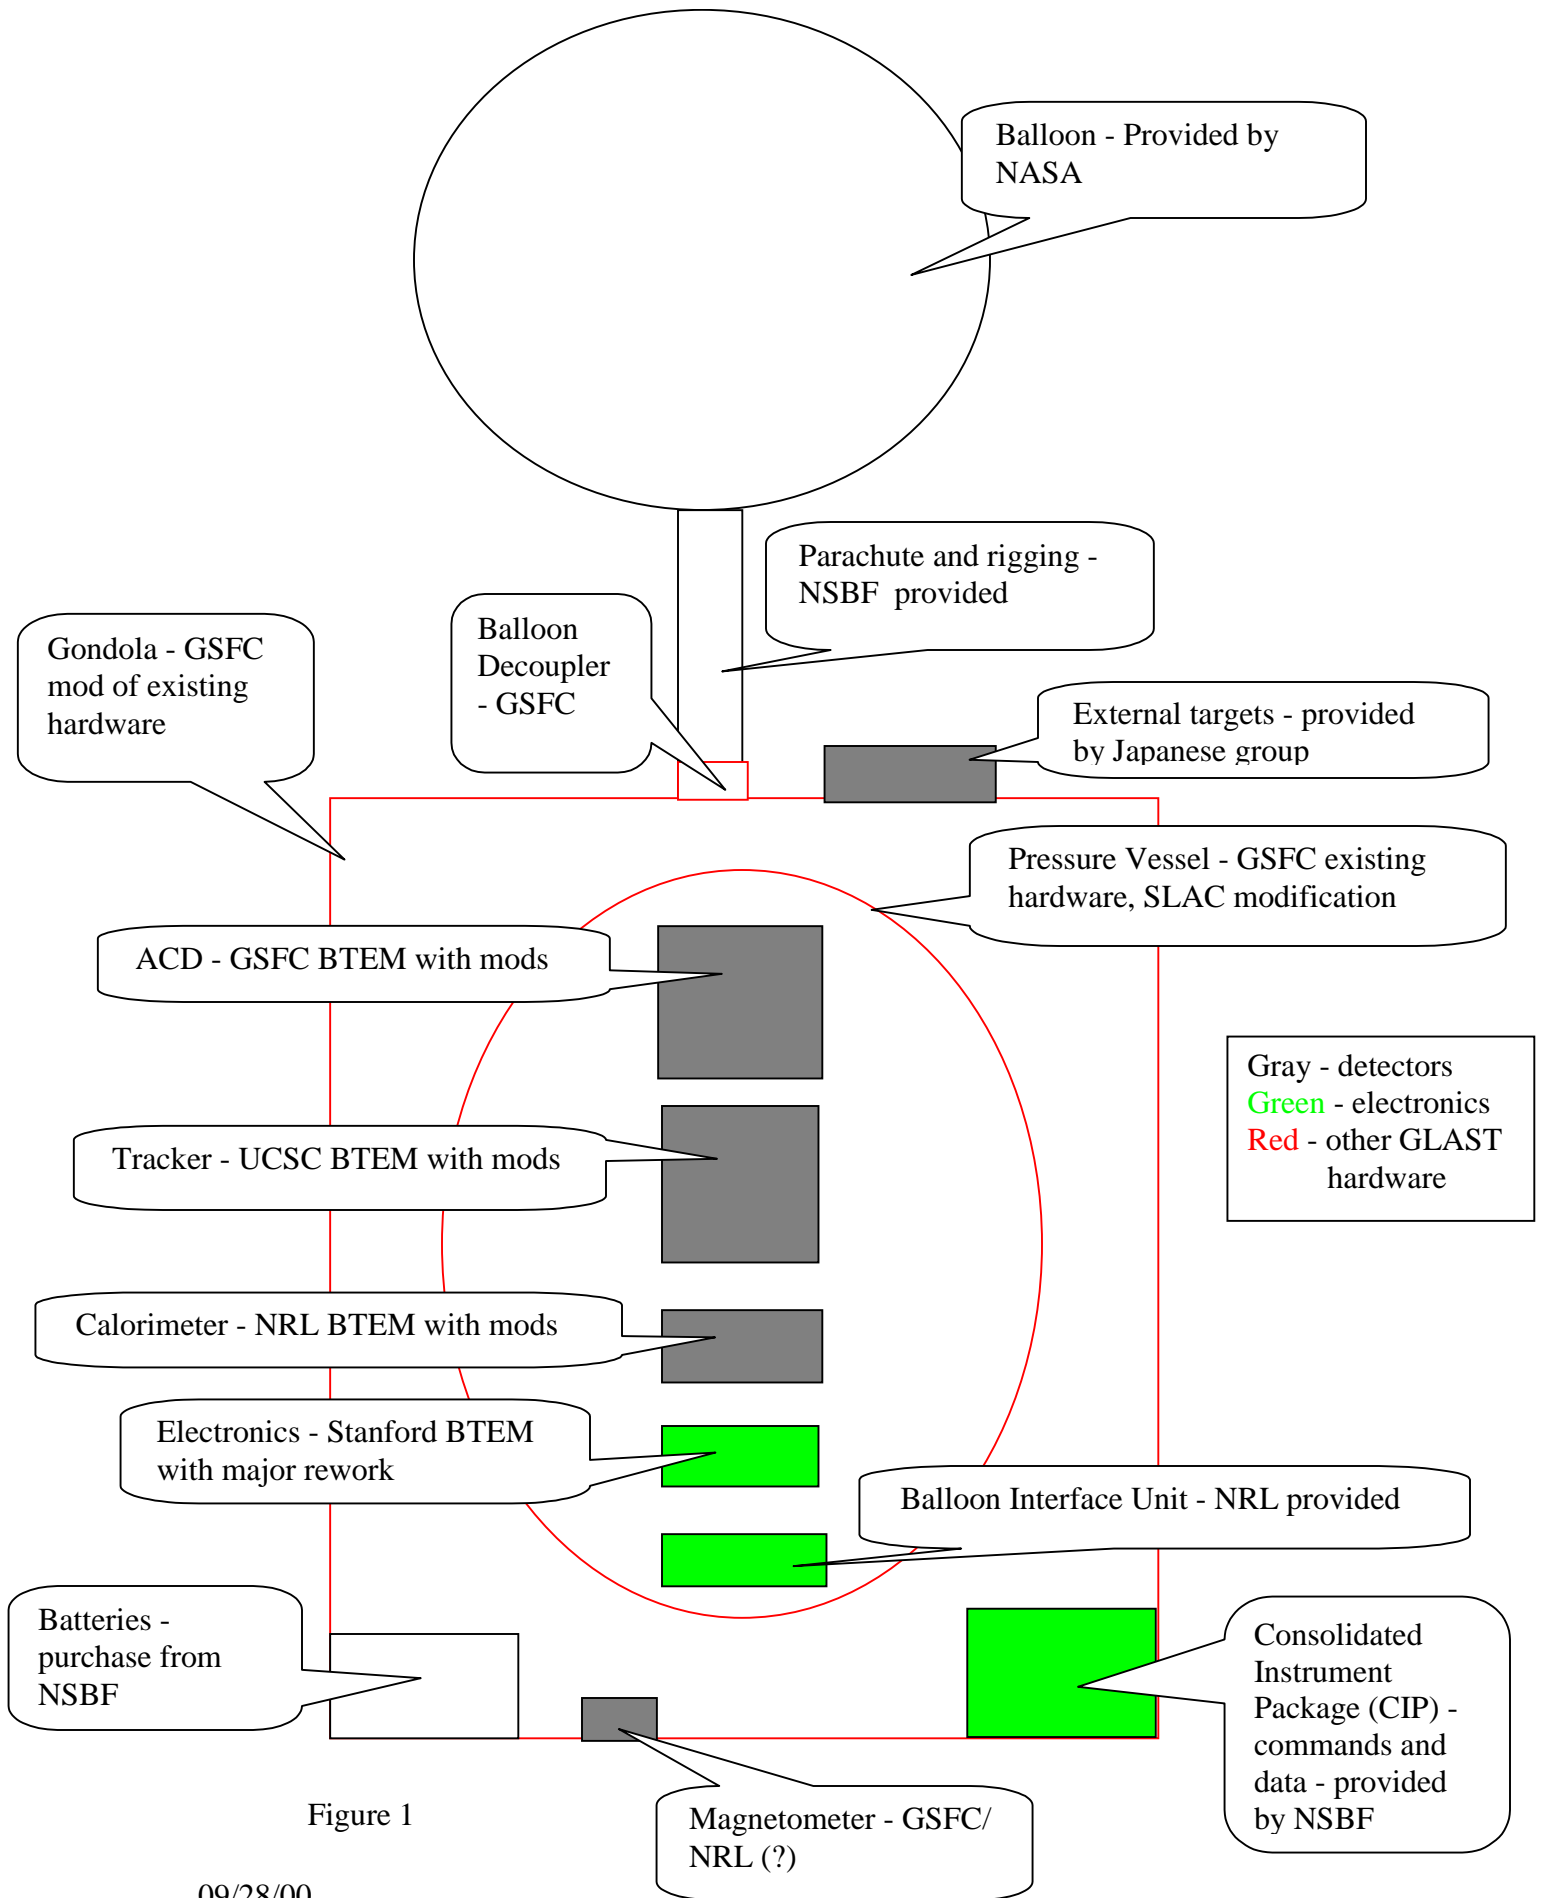 Balloon - Provided by
NASA
Parachute and rigging -
NSBF  provided
Balloon
Decoupler
- GSFC
Gondola - GSFC
mod of existing
hardware
External targets - provided
by Japanese group
Pressure Vessel - GSFC existing
hardware, SLAC modification
ACD - GSFC BTEM with mods
Gray - detectors
Green - electronics
Red - other GLAST
hardware
Tracker - UCSC BTEM with mods
Calorimeter - NRL BTEM with mods
Electronics - Stanford BTEM
with major rework
Balloon Interface Unit - NRL provided
Batteries -
purchase from
NSBF
Consolidated
Instrument
Package (CIP) -
commands and
data - provided
by NSBF
Magnetometer - GSFC/
NRL (?)
Figure 1
09/28/00